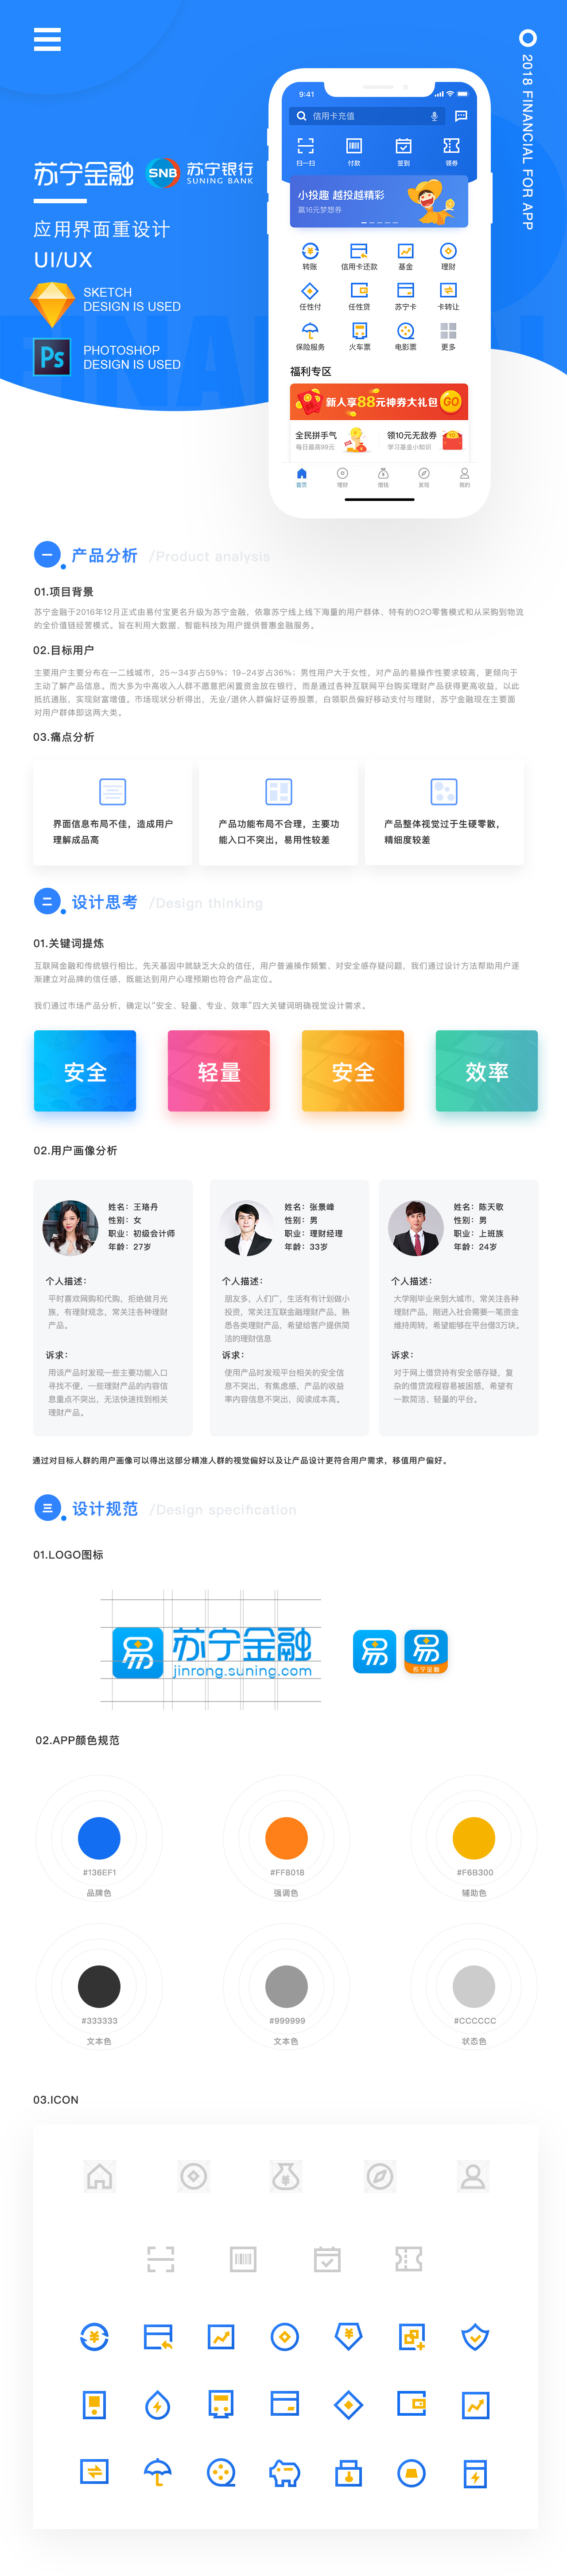 2018 FINANCIAL FOR APP
苏宁金融 SNB 苏宁银行
SUNING BANK
应用界面重设计
UI/UX
SKETCH
DESIGN IS USED
Ps
PHOTOSHOP
DESIGN IS USED
9:41
信用卡充值
扫一扫 付款 签到 领券
小投趣 越投越精彩
赢16元梦想券
转账 信用卡还款 基金 理财
任性付 任性贷 苏宁卡 卡转让
保险服务 火车票 电影票 更多
福利专区
新人享88元神券大礼包 GO
全民拼手气 领10元无敌券
每日最高99元 学习基金小知识
首页 理财 借钱 发现 我的
一 产品分析 /Product analysis
01.项目背景
苏宁金融于2016年12月正式由易付宝更名升级为苏宁金融，依靠苏宁线上线下海量的用户群体、特有的O2O零售模式和从采购到物流
的全价值链经营模式。旨在利用大数据、智能科技为用户提供普惠金融服务。
02.目标用户
主要用户主要分布在一二线城市，25～34岁占59%；19-24岁占36%；男性用户大于女性，对产品的易操作性要求较高，更倾向于
主动了解产品信息。而大多为中高收入人群不愿意把闲置资金放在银行，而是通过各种互联网平台购买理财产品获得更高收益，以此
抵抗通胀，实现财富增值。市场现状分析得出，无业/退休人群偏好证券股票，白领职员偏好移动支付与理财，苏宁金融现在主要面
对用户群体即这两大类。
03.痛点分析
界面信息布局不佳，造成用户
理解成品高
产品功能布局不合理，主要功
能入口不突出，易用性较差
产品整体视觉过于生硬零散，
精细度较差
二 设计思考 /Design thinking
01.关键词提炼
互联网金融和传统银行相比，先天基因中就缺乏大众的信任，用户普遍操作频繁、对安全感存疑问题，我们通过设计方法帮助用户逐
渐建立对品牌的信任感，既能达到用户心理预期也符合产品定位。
我们通过市场产品分析，确定以“安全、轻量、专业、效率”四大关键词明确视觉设计需求。
安全 轻量 安全 效率
02.用户画像分析
姓名：王珞丹
性别：女
职业：初级会计师
年龄：27岁
个人描述：
平时喜欢网购和代购，拒绝做月光
族，有理财观念，常关注各种理财
产品。
诉求：
用该产品时发现一些主要功能入口
寻找不便，一些理财产品的内容信
息重点不突出，无法快速找到相关
理财产品。
姓名：张景峰
性别：男
职业：理财经理
年龄：33岁
个人描述：
朋友多，人们广，生活有有计划做小
投资，常关注互联金融理财产品，熟
悉各类理财产品，希望给客户提供简
洁的理财信息
诉求：
使用产品时发现平台相关的安全信
息不突出，有焦虑感，产品的收益
率内容信息不突出，阅读成本高。
姓名：陈天歌
性别：男
职业：上班族
年龄：24岁
个人描述：
大学刚毕业来到大城市，常关注各种
理财产品，刚进入社会需要一笔资金
维持周转，希望能够在平台借3万块。
诉求：
对于网上借贷持有安全感存疑，复
杂的借贷流程容易被困惑，希望有
一款简洁、轻量的平台。
通过对目标人群的用户画像可以得出这部分精准人群的视觉偏好以及让产品设计更符合用户需求，移值用户偏好。
三 设计规范 /Design specification
01.LOGO图标
易 苏宁金融
jinrong.suning.com
易 易
苏宁金融
02.APP颜色规范
#136EF1 #FF8018 #F6B300
品牌色 强调色 辅助色
#333333 #999999 #CCCCCC
文本色 文本色 状态色
03.ICON